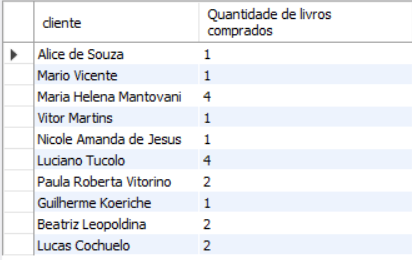 cliente Quantidade de livros
comprados
Alice de Souza 1
Mario Vicente 1
Maria Helena Mantovani 4
Vitor Martins 1
Nicole Amanda de Jesus 1
Luciano Tucolo 4
Paula Roberta Vitorino 2
Guilherme Koeriche 1
Beatriz Leopoldina 2
Lucas Cochuelo 2